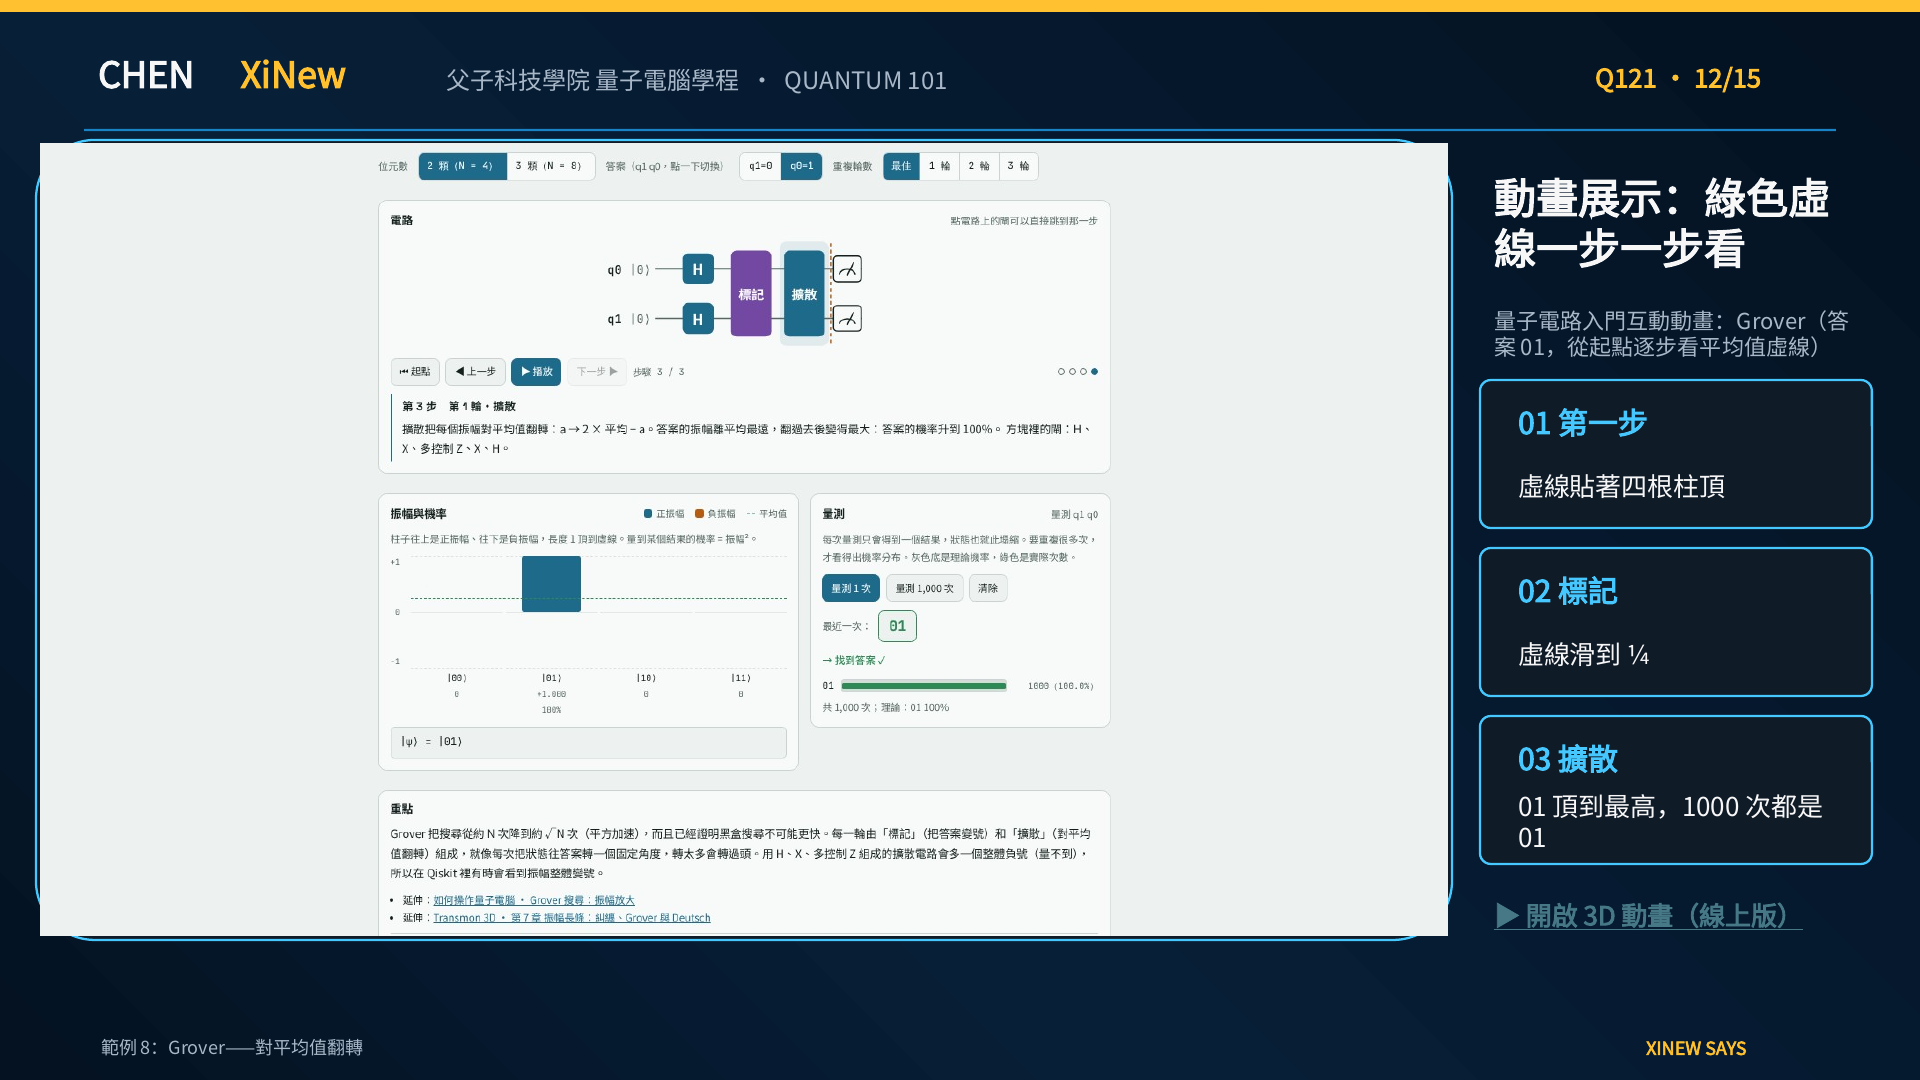 CHEN XiNew 父子科技學院 量子電腦學程 · QUANTUM 101 Q121 · 12/15
位元數 2 顆 (N = 4) 3 顆 (N = 8) 答案（q1 q0，點一下切換） q1=0 q0=1 重複輪數 最佳 1 輪 2 輪 3 輪
電路 點電路上的閘可以直接跳到那一步
q0 |0⟩ H 標記 擴散
q1 |0⟩ H
⏮ 起點 ◀ 上一步 ▶ 播放 下一步 ▶ 步驟 3 / 3
第 3 步 第 1 輪・擴散
擴散把每個振幅對平均值翻轉：a → 2 × 平均 − a。答案的振幅離平均最遠，翻過去後變得最大：答案的機率升到 100%。 方塊裡的閘：H、
X、多控制 Z、X、H。
振幅與機率 正振幅 負振幅 -- 平均值
柱子往上是正振幅、往下是負振幅，長度 1 頂到虛線。量到某個結果的機率 = 振幅²。
+1
0
-1
|00⟩ |01⟩ |10⟩ |11⟩
0 +1.000 0 0
100%
|ψ⟩ = |01⟩
量測 量測 q1 q0
每次量測只會得到一個結果，狀態也就此塌縮。要重複很多次，
才看得出機率分布。灰色底是理論機率，綠色是實際次數。
量測 1 次 量測 1,000 次 清除
最近一次： 01
→ 找到答案 ✓
01 1000 (100.0%)
共 1,000 次；理論：01 100%
重點
Grover 把搜尋從約 N 次降到約 √N 次（平方加速），而且已經證明黑盒搜尋不可能更快。每一輪由「標記」（把答案變號）和「擴散」（對平均
值翻轉）組成，就像每次把狀態往答案轉一個固定角度，轉太多會轉過頭。用 H、X、多控制 Z 組成的擴散電路會多一個整體負號（量不到），
所以在 Qiskit 裡有時會看到振幅整體變號。
• 延伸：如何操作量子電腦 · Grover 搜尋：振幅放大
• 延伸：Transmon 3D · 第 7 章 振幅長條：糾纏、Grover 與 Deutsch
動畫展示：綠色虛
線一步一步看
量子電路入門互動動畫：Grover（答
案 01，從起點逐步看平均值虛線）
01 第一步
虛線貼著四根柱頂
02 標記
虛線滑到 ¼
03 擴散
01 頂到最高，1000 次都是
01
▶ 開啟 3D 動畫（線上版）
範例 8：Grover——對平均值翻轉
XINEW SAYS